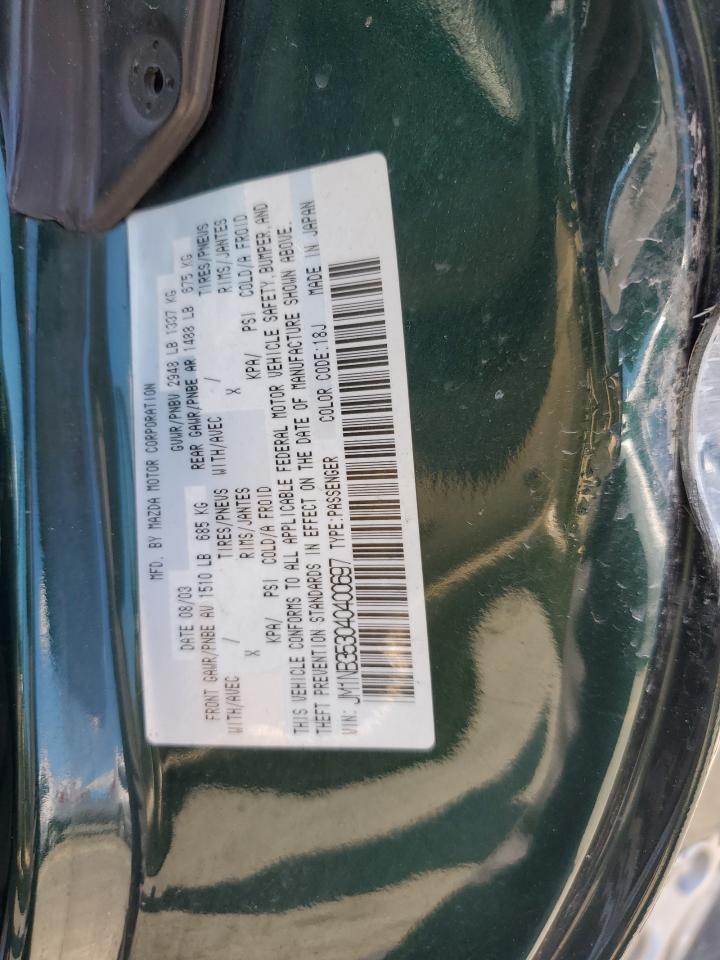 MFD. BY MAZDA MOTOR CORPORATION
DATE 08/03 GVWR/PNBV 2948 LB 1337 KG
FRONT GAWR/PNBE AV 1510 LB 685 KG REAR GAWR/PNBE AR 1488 LB 675 KG
WITH/AVEC / TIRES/PNEUS WITH/AVEC / TIRES/PNEUS
X RIMS/JANTES X RIMS/JANTES
KPA/ PSI COLD/A FROID KPA/ PSI COLD/A FROID
THIS VEHICLE CONFORMS TO ALL APPLICABLE FEDERAL MOTOR VEHICLE SAFETY, BUMPER, AND
THEFT PREVENTION STANDARDS IN EFFECT ON THE DATE OF MANUFACTURE SHOWN ABOVE.
VIN: JM1NB353040400697 TYPE:PASSENGER COLOR CODE:18J MADE IN JAPAN